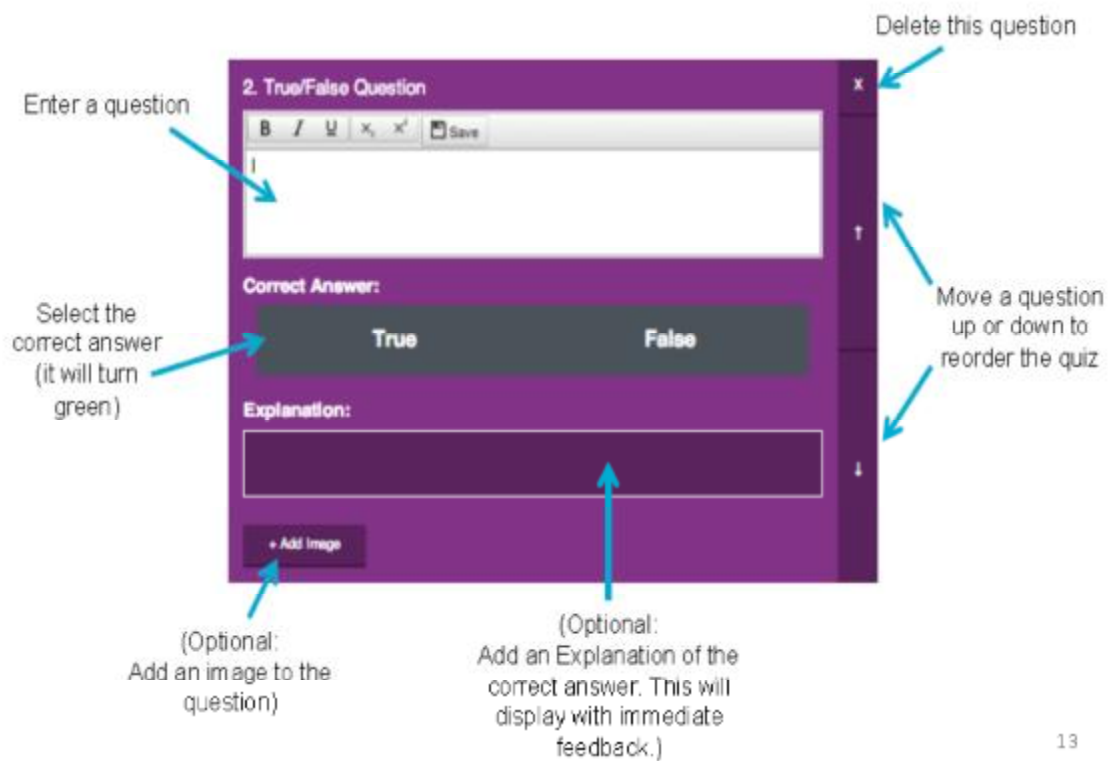 Delete this question
Enter a question
2. True/False Question
x
B I U x₂ x² Save
Correct Answer:
True False
Select the
correct answer
(it will turn
green)
↑
Move a question
up or down to
reorder the quiz
Explanation:
↓
+ Add Image
(Optional:
Add an image to the
question)
(Optional:
Add an Explanation of the
correct answer. This will
display with immediate
feedback.)
13